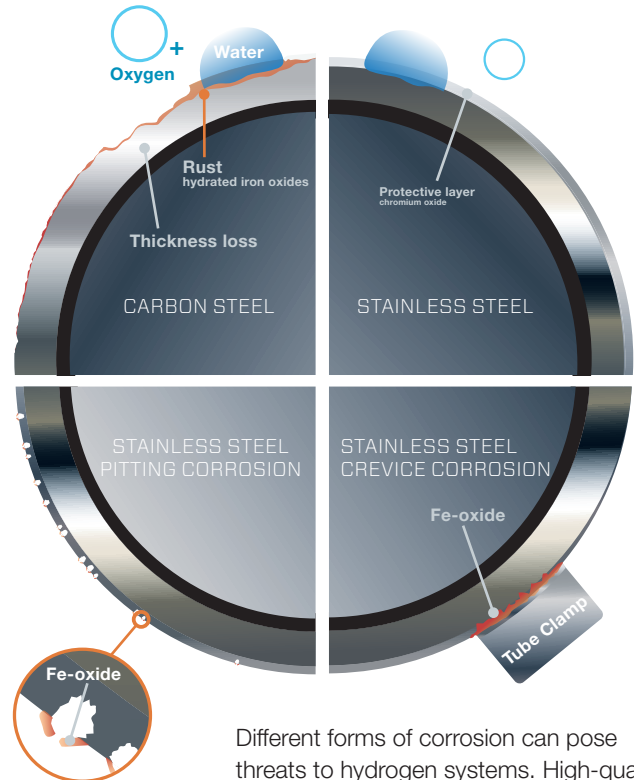 Oxygen
+
Water
Rust
hydrated iron oxides
Thickness loss
CARBON STEEL
Protective layer
chromium oxide
STAINLESS STEEL
STAINLESS STEEL
PITTING CORROSION
Fe-oxide
STAINLESS STEEL
CREVICE CORROSION
Fe-oxide
Tube Clamp
Different forms of corrosion can pose
threats to hydrogen systems. High-qua